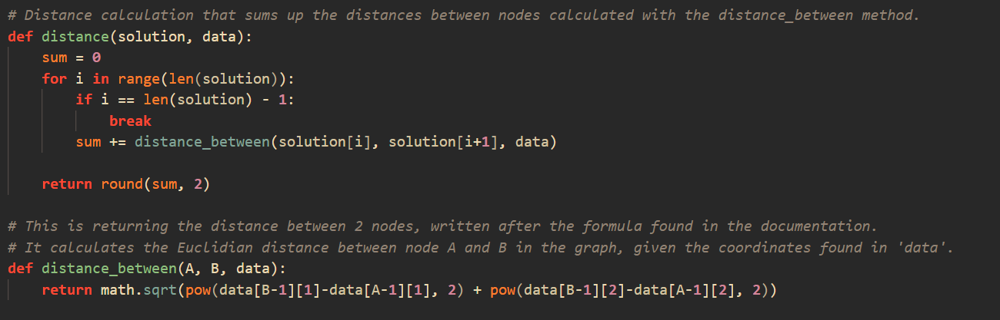 # Distance calculation that sums up the distances between nodes calculated with the distance_between method.
def distance(solution, data):
    sum = 0
    for i in range(len(solution)):
        if i == len(solution) - 1:
            break
        sum += distance_between(solution[i], solution[i+1], data)
    return round(sum, 2)
# This is returning the distance between 2 nodes, written after the formula found in the documentation.
# It calculates the Euclidian distance between node A and B in the graph, given the coordinates found in 'data'.
def distance_between(A, B, data):
    return math.sqrt(pow(data[B-1][1]-data[A-1][1], 2) + pow(data[B-1][2]-data[A-1][2], 2))